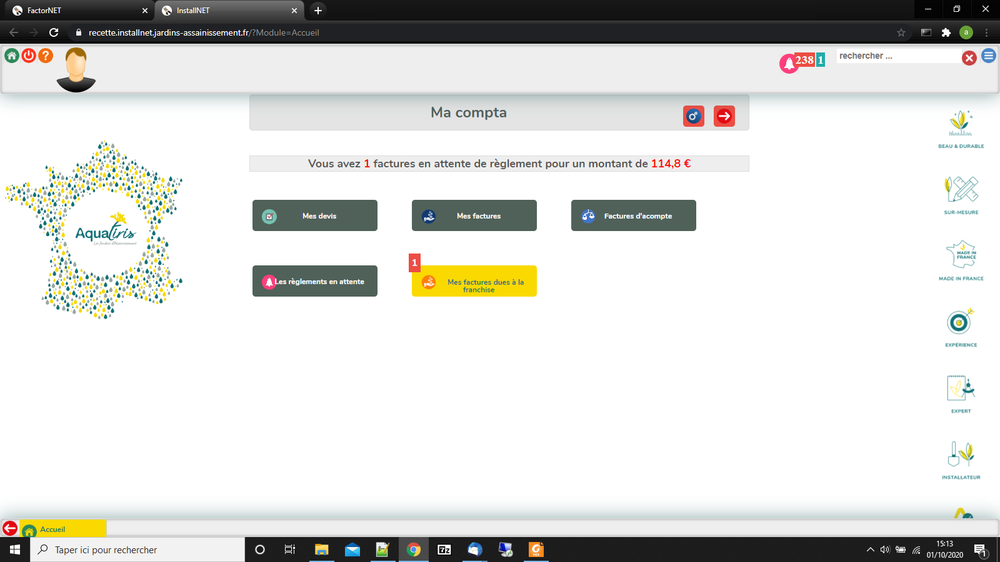 FactorNET
InstallNET
recette.installnet.jardins-assainissement.fr/?Module=Accueil
a
238 1
rechercher ...
Ma compta
Vous avez 1 factures en attente de règlement pour un montant de 114,8 €
Mes devis
Mes factures
Factures d'acompte
Les règlements en attente
1
Mes factures dues à la
franchise
AquaTiris
Les Jardins d'Assainissement
BEAU & DURABLE
SUR-MESURE
MADE IN
FRANCE
MADE IN FRANCE
EXPÉRIENCE
EXPERT
INSTALLATEUR
Accueil
Taper ici pour rechercher
7z
15:13
01/10/2020
1